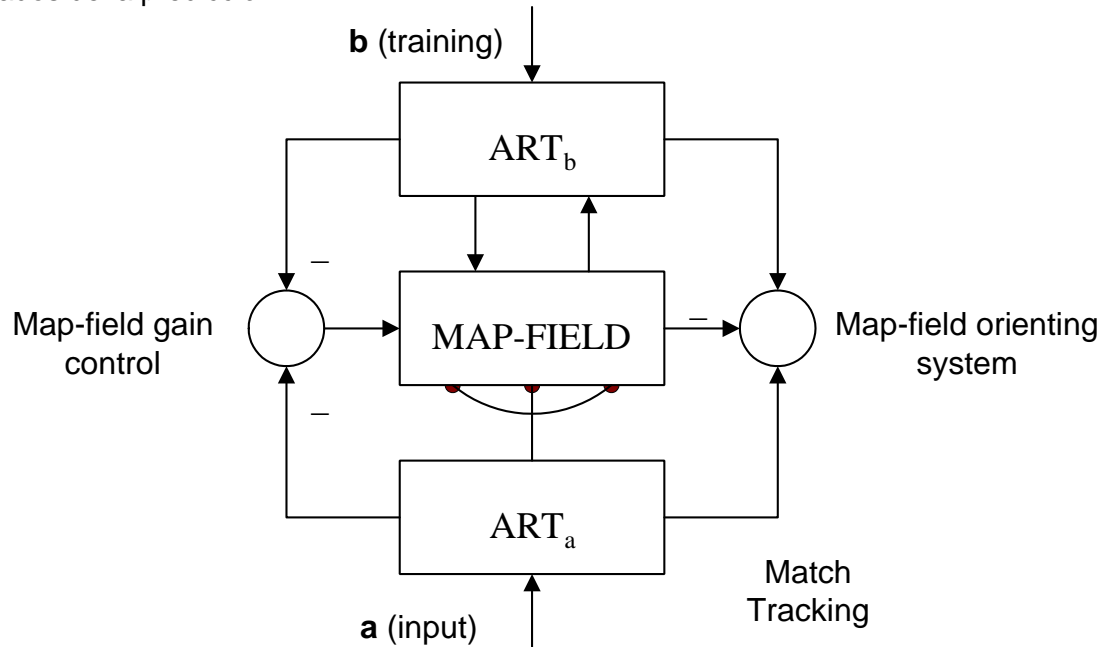 b (training)
ART_b
–
–
Map-field gain
control
MAP-FIELD
Map-field orienting
system
–
ART_a
Match
Tracking
a (input)